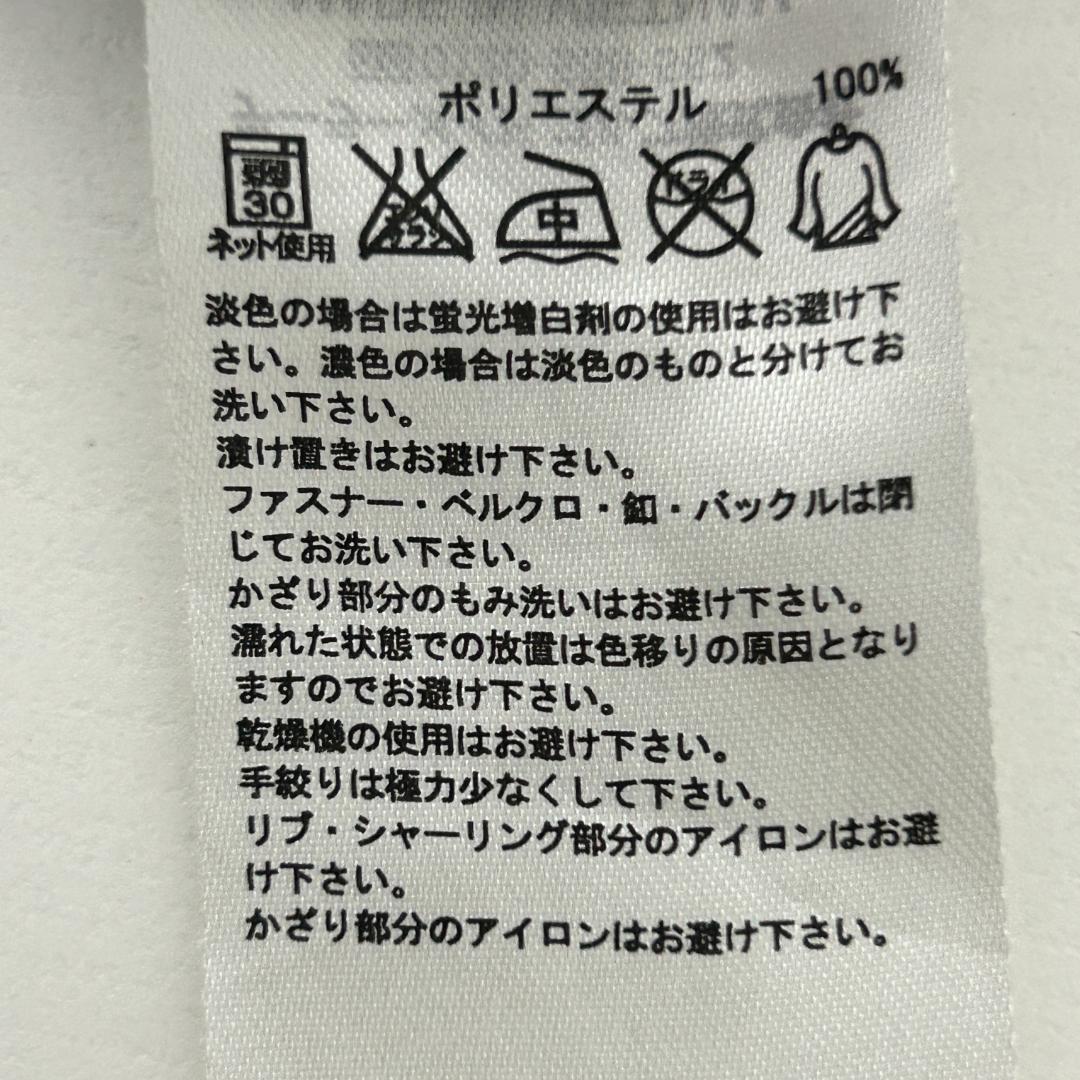 ポリエステル 100%
弱 30 エンソサラシ 中 ドライ
ネット使用
淡色の場合は蛍光増白剤の使用はお避け下
さい。濃色の場合は淡色のものと分けてお
洗い下さい。
漬け置きはお避け下さい。
ファスナー・ベルクロ・釦・バックルは閉
じてお洗い下さい。
かざり部分のもみ洗いはお避け下さい。
濡れた状態での放置は色移りの原因となり
ますのでお避け下さい。
乾燥機の使用はお避け下さい。
手絞りは極力少なくして下さい。
リブ・シャーリング部分のアイロンはお避
け下さい。
かざり部分のアイロンはお避け下さい。